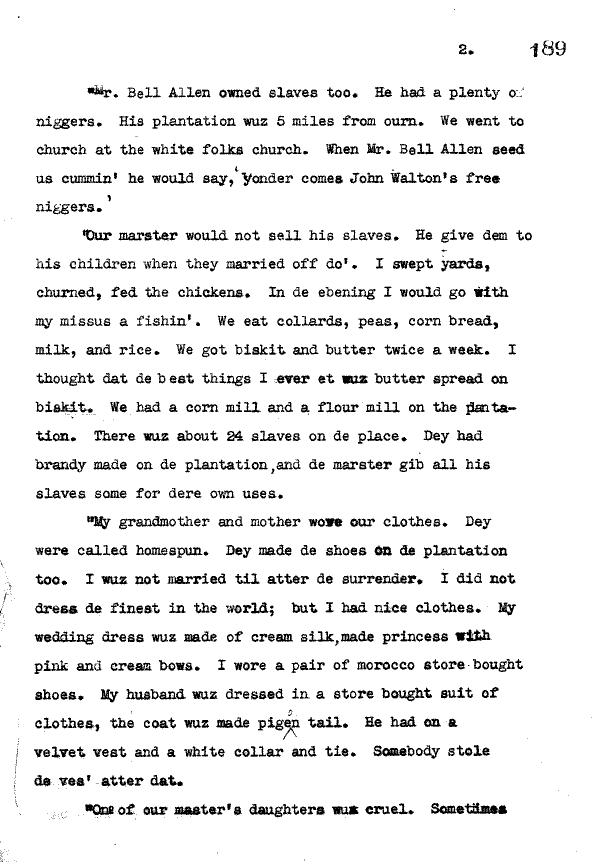 2. 189
"Mr. Bell Allen owned slaves too. He had a plenty o
niggers. His plantation wuz 5 miles from ourn. We went to
church at the white folks church. When Mr. Bell Allen seed
us cummin' he would say, 'Yonder comes John Walton's free
niggers.'
"Our marster would not sell his slaves. He give dem to
his children when they married off do'. I swept yards,
churned, fed the chickens. In de ebening I would go with
my missus a fishin'. We eat collards, peas, corn bread,
milk, and rice. We got biskit and butter twice a week. I
thought dat de best things I ever et wuz butter spread on
biskit. We had a corn mill and a flour mill on the planta-
tion. There wuz about 24 slaves on de place. Dey had
brandy made on de plantation, and de marster gib all his
slaves some for dere own uses.
"My grandmother and mother wove our clothes. Dey
were called homespun. Dey made de shoes on de plantation
too. I wuz not married til atter de surrender. I did not
dress de finest in the world; but I had nice clothes. My
wedding dress wuz made of cream silk, made princess with
pink and cream bows. I wore a pair of morocco store bought
shoes. My husband wuz dressed in a store bought suit of
clothes, the coat wuz made pigeon tail. He had on a
velvet vest and a white collar and tie. Somebody stole
de ves' atter dat.
"One of our master's daughters wuz cruel. Sometimes